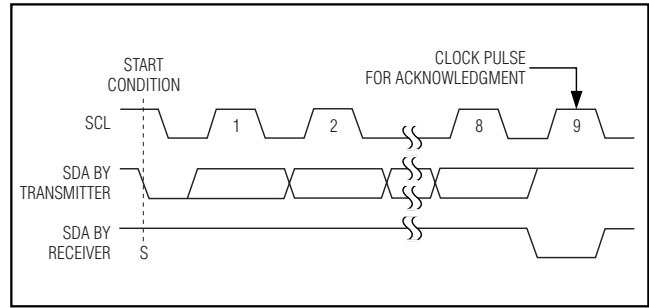 START
CONDITION
CLOCK PULSE
FOR ACKNOWLEDGMENT
SCL
1
2
8
9
SDA BY
TRANSMITTER
SDA BY
RECEIVER
S